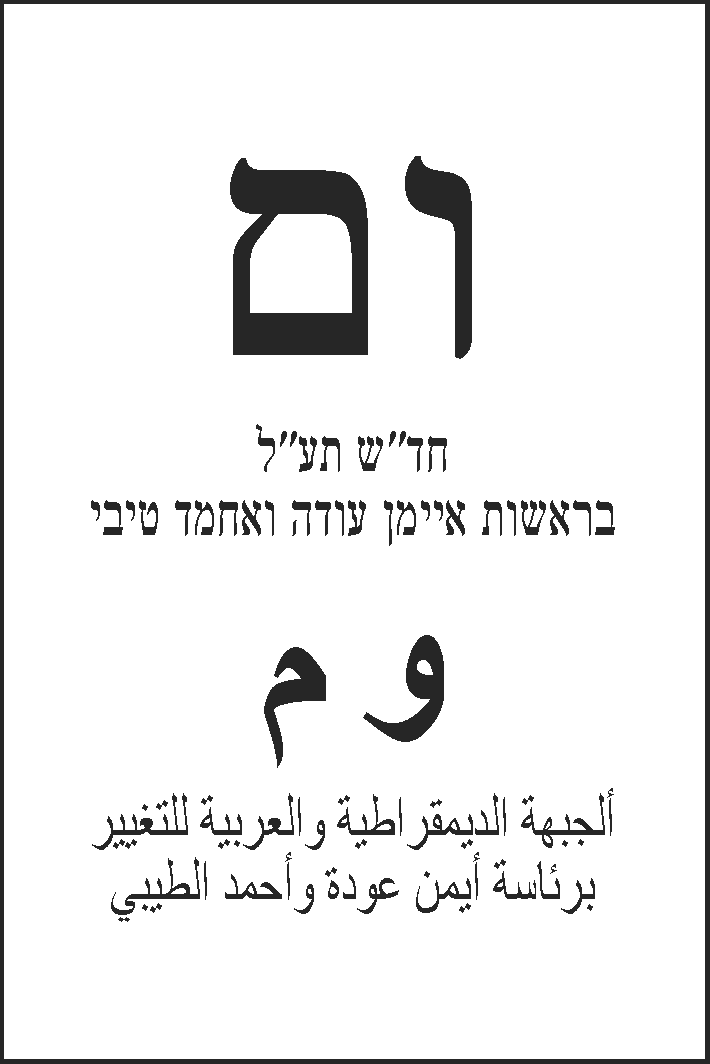 ום
חד"ש תע"ל
בראשות איימן עודה ואחמד טיבי
و م
ألجبهة الديمقراطية والعربية للتغيير
برئاسة أيمن عودة وأحمد الطيبي